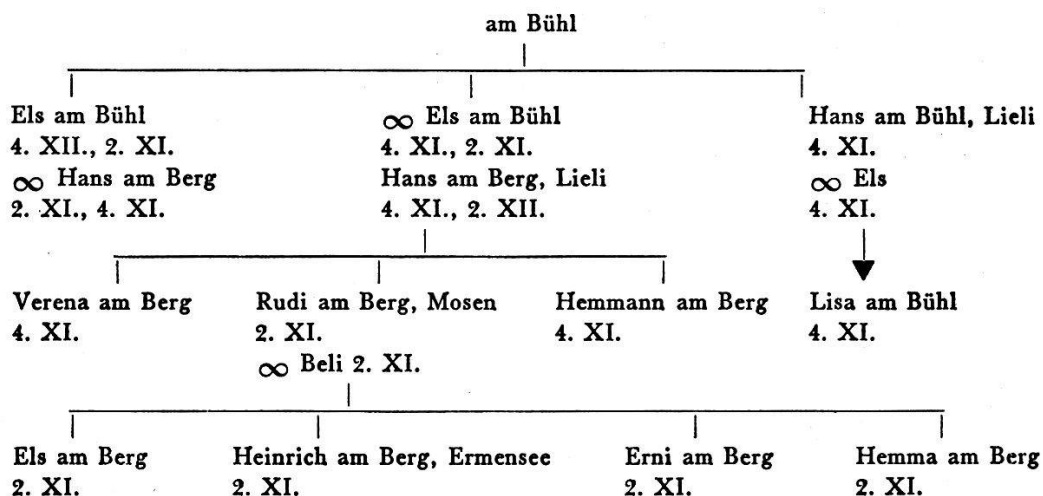 am Bühl
Els am Bühl ∞ Els am Bühl Hans am Bühl, Lieli
4. XII., 2. XI. 4. XI., 2. XI. 4. XI.
∞ Hans am Berg Hans am Berg, Lieli ∞ Els
2. XI., 4. XI. 4. XI., 2. XII. 4. XI.
Verena am Berg Rudi am Berg, Mosen Hemmann am Berg Lisa am Bühl
4. XI. 2. XI. 4. XI. 4. XI.
∞ Beli 2. XI.
Els am Berg Heinrich am Berg, Ermensee Erni am Berg Hemma am Berg
2. XI. 2. XI. 2. XI. 2. XI.